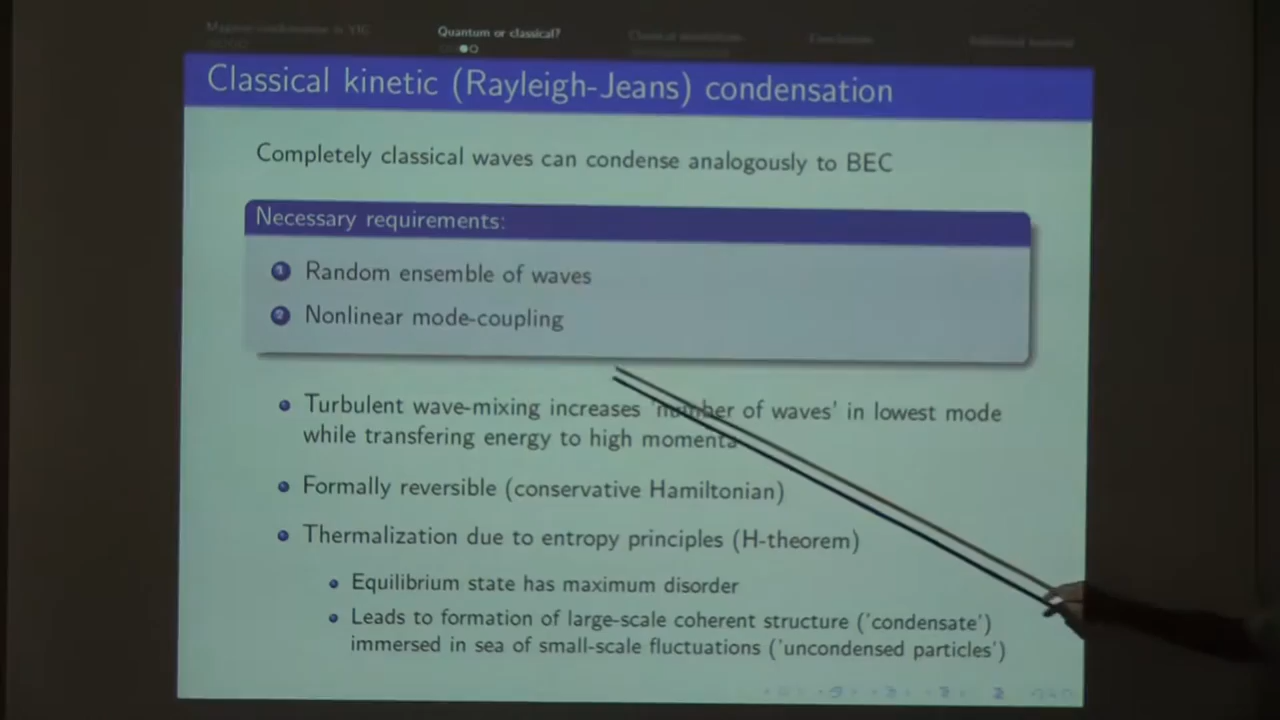 Quantum or classical?
Classical kinetic (Rayleigh-Jeans) condensation
Completely classical waves can condense analogously to BEC
Necessary requirements:
1 Random ensemble of waves
2 Nonlinear mode-coupling
Turbulent wave-mixing increases 'number of waves' in lowest mode
while transfering energy to high momenta
Formally reversible (conservative Hamiltonian)
Thermalization due to entropy principles (H-theorem)
Equilibrium state has maximum disorder
Leads to formation of large-scale coherent structure ('condensate')
immersed in sea of small-scale fluctuations ('uncondensed particles')